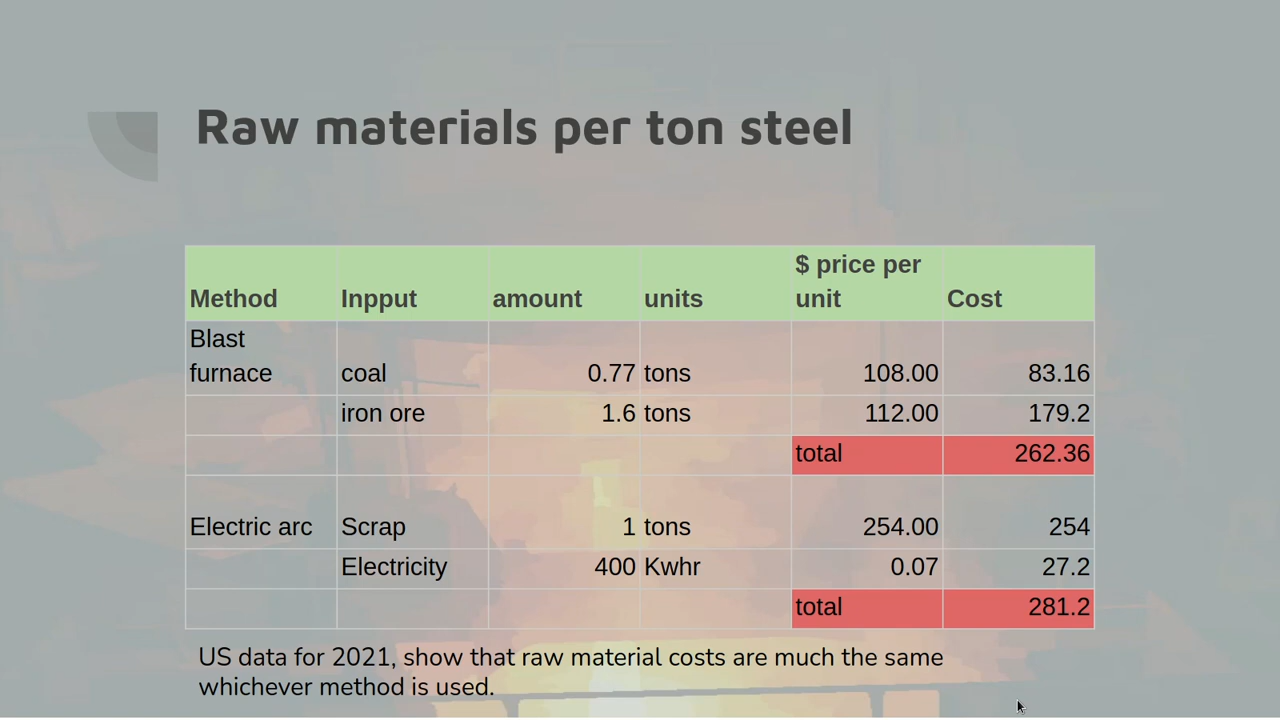 Raw materials per ton steel
Method Inpput amount units $ price per unit Cost
Blast furnace coal 0.77 tons 108.00 83.16
iron ore 1.6 tons 112.00 179.2
total 262.36
Electric arc Scrap 1 tons 254.00 254
Electricity 400 Kwhr 0.07 27.2
total 281.2
US data for 2021, show that raw material costs are much the same
whichever method is used.